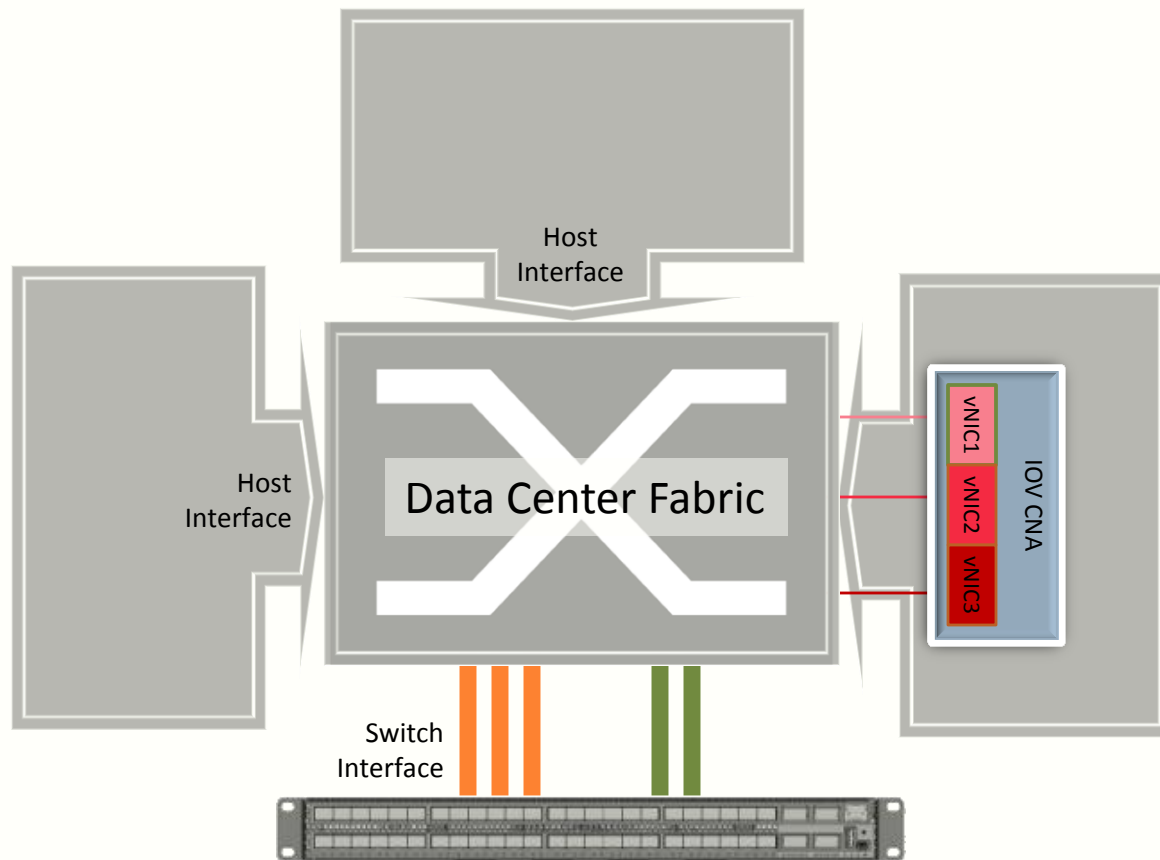 Host
Interface
Host
Interface
Data Center Fabric
vNIC1
vNIC2
vNIC3
IOV CNA
Switch
Interface